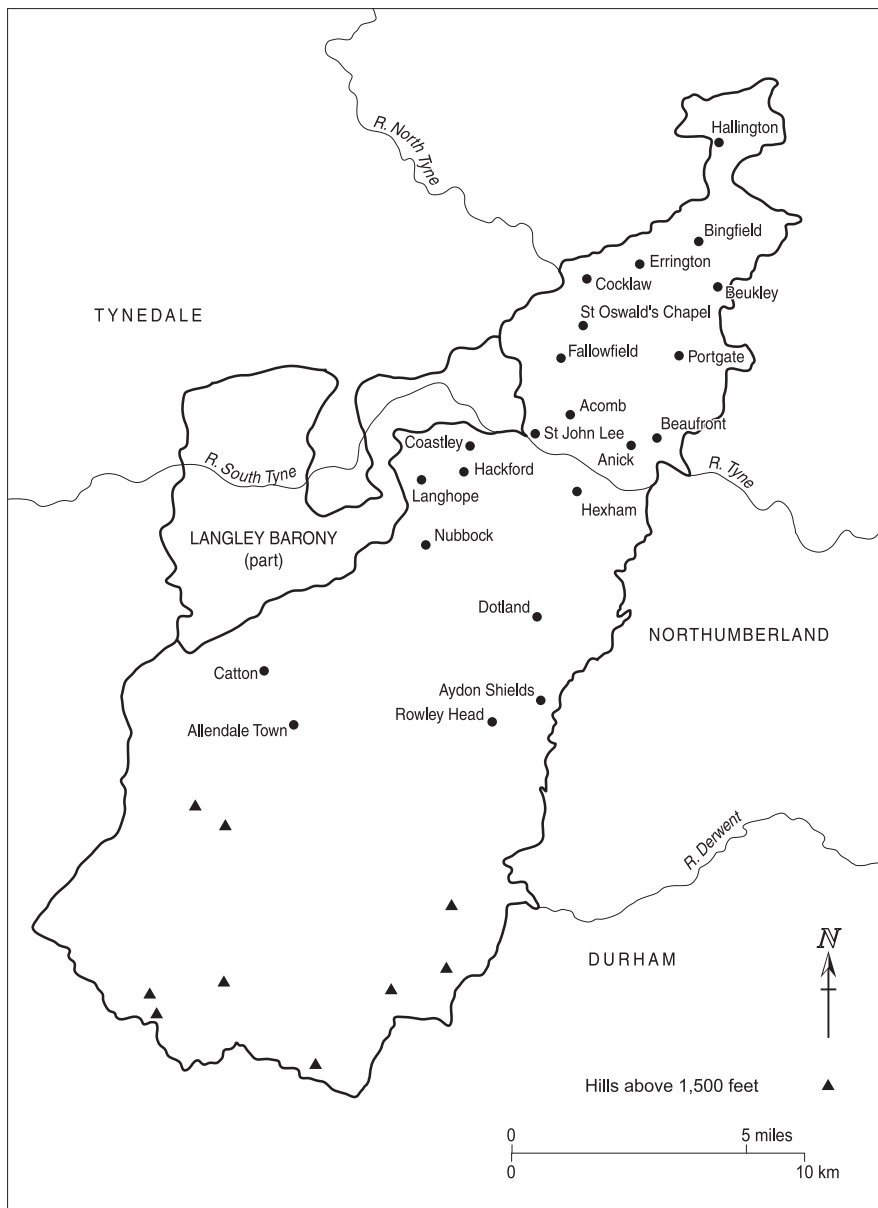 R. North Tyne
Hallington
Bingfield
Errington
Cocklaw
Beukley
TYNEDALE
St Oswald's Chapel
Fallowfield
Portgate
Acomb
Beaufront
St John Lee
Coastley
Anick
R. South Tyne
Hackford
R. Tyne
Langhope
Hexham
LANGLEY BARONY
(part)
Nubbock
Dotland
NORTHUMBERLAND
Catton
Aydon Shields
Rowley Head
Allendale Town
R. Derwent
N
DURHAM
Hills above 1,500 feet
0 5 miles
0 10 km